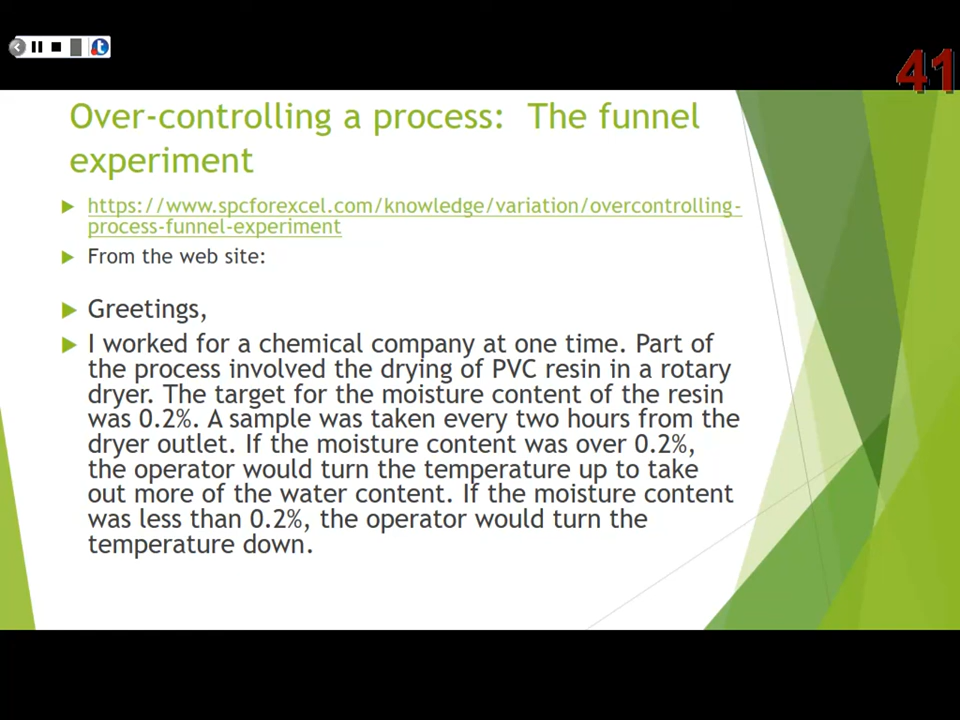 41
Over-controlling a process: The funnel
experiment
https://www.spcforexcel.com/knowledge/variation/overcontrolling-
process-funnel-experiment
From the web site:
Greetings,
I worked for a chemical company at one time. Part of
the process involved the drying of PVC resin in a rotary
dryer. The target for the moisture content of the resin
was 0.2%. A sample was taken every two hours from the
dryer outlet. If the moisture content was over 0.2%,
the operator would turn the temperature up to take
out more of the water content. If the moisture content
was less than 0.2%, the operator would turn the
temperature down.